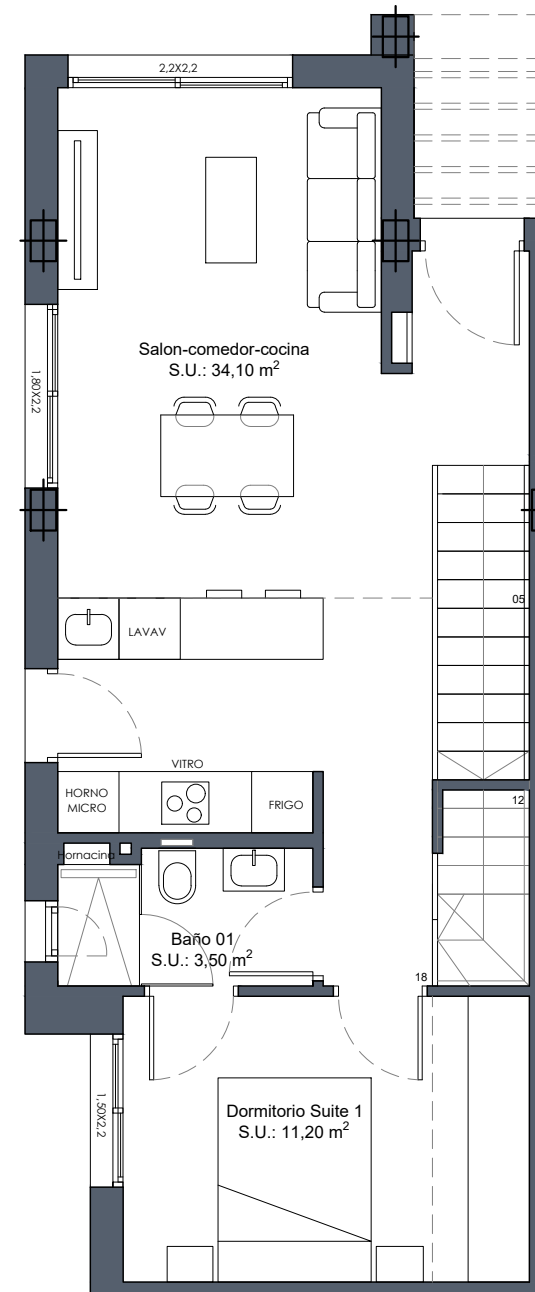 2,2X2,2
Salon-comedor-cocina
S.U.: 34,10 m²
1,80X2,2
05
LAVAV
VITRO
HORNO
MICRO
FRIGO
12
Hornacina
Baño 01
S.U.: 3,50 m²
18
1,50X2,2
Dormitorio Suite 1
S.U.: 11,20 m²